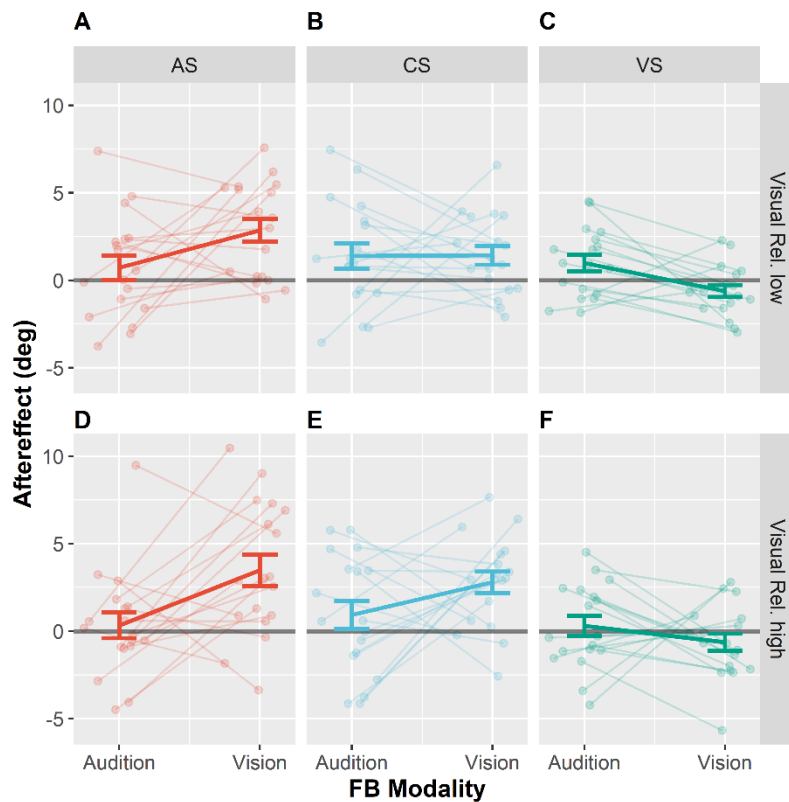 A B C
AS CS VS
10
5
0
-5
Visual Rel. low
D E F
10
5
0
-5
Visual Rel. high
Aftereffect (deg)
Audition Vision Audition Vision Audition Vision
FB Modality